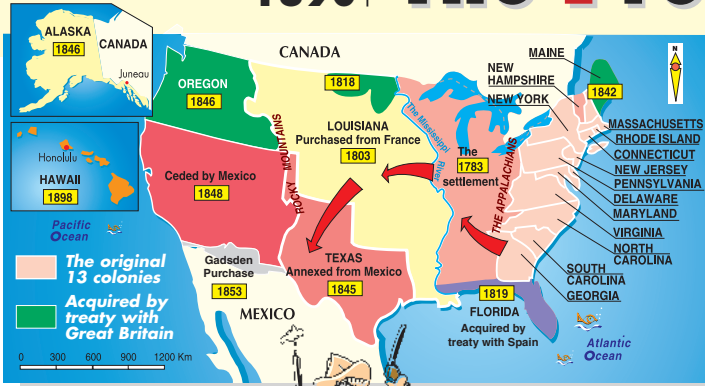 ALASKA
1846
CANADA
Juneau
CANADA
MAINE
NEW
HAMPSHIRE
NEW YORK
1842
OREGON
1846
1818
The Mississippi
River
LOUISIANA
Purchased from France
1803
The
1783
settlement
THE APPALACHIANS
N
MASSACHUSETTS
RHODE ISLAND
CONNECTICUT
NEW JERSEY
PENNSYLVANIA
DELAWARE
MARYLAND
VIRGINIA
NORTH
CAROLINA
SOUTH
CAROLINA
GEORGIA
Honolulu
HAWAII
1898
Ceded by Mexico
1848
ROCKY MOUNTAINS
Pacific
Ocean
The original
13 colonies
Acquired by
treaty with
Great Britain
Gadsden
Purchase
1853
TEXAS
Annexed from Mexico
1845
MEXICO
1819
FLORIDA
Acquired by
treaty with Spain
Atlantic
Ocean
0 300 600 900 1200 Km